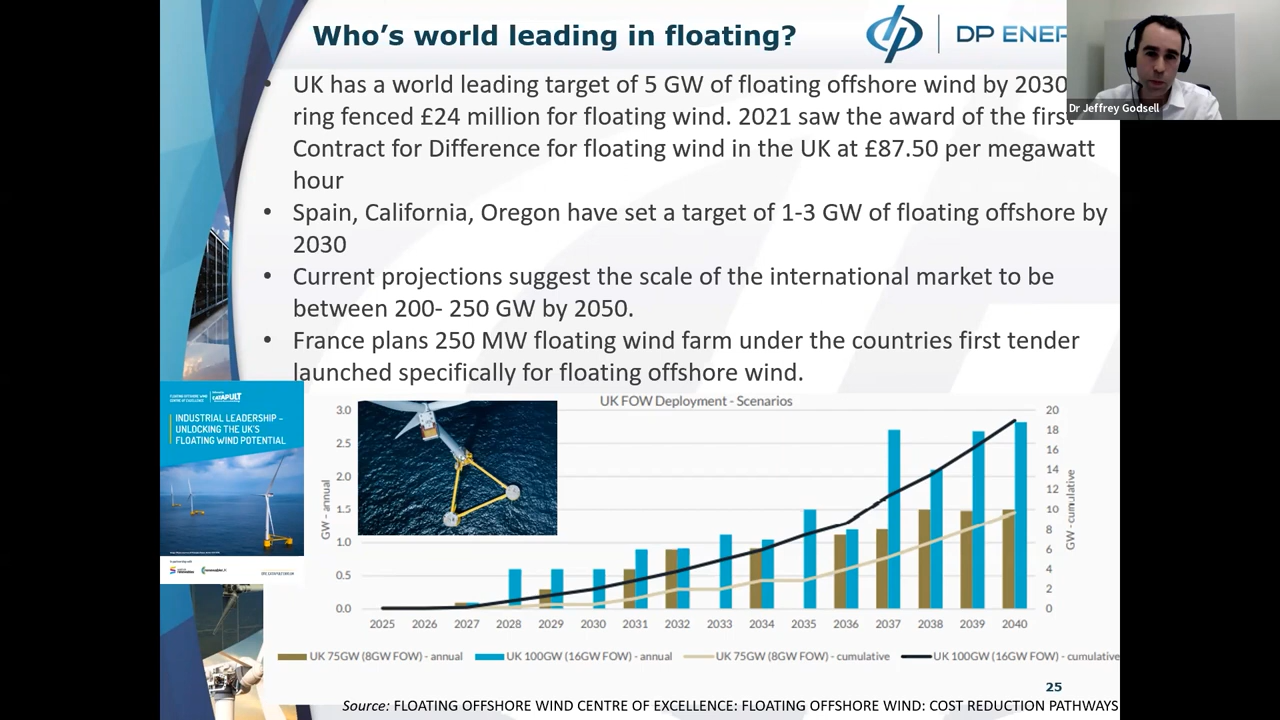 Who's world leading in floating?
DP ENER
Dr Jeffrey Godsell
• UK has a world leading target of 5 GW of floating offshore wind by 2030
ring fenced £24 million for floating wind. 2021 saw the award of the first
Contract for Difference for floating wind in the UK at £87.50 per megawatt
hour
• Spain, California, Oregon have set a target of 1-3 GW of floating offshore by
2030
• Current projections suggest the scale of the international market to be
between 200- 250 GW by 2050.
• France plans 250 MW floating wind farm under the countries first tender
launched specifically for floating offshore wind.
FLOATING OFFSHORE WIND
CENTRE OF EXCELLENCE
CATAPULT
INDUSTRIAL LEADERSHIP –
UNLOCKING THE UK'S
FLOATING WIND POTENTIAL
UK FOW Deployment - Scenarios
GW - annual
3.0
2.5
2.0
1.5
1.0
0.5
0.0
20
18
16
14
12
10
8
6
4
2
0
GW - cumulative
2025 2026 2027 2028 2029 2030 2031 2032 2033 2034 2035 2036 2037 2038 2039 2040
UK 75GW (8GW FOW) - annual UK 100GW (16GW FOW) - annual UK 75GW (8GW FOW) - cumulative UK 100GW (16GW FOW) - cumulative
25
Source: FLOATING OFFSHORE WIND CENTRE OF EXCELLENCE: FLOATING OFFSHORE WIND: COST REDUCTION PATHWAYS